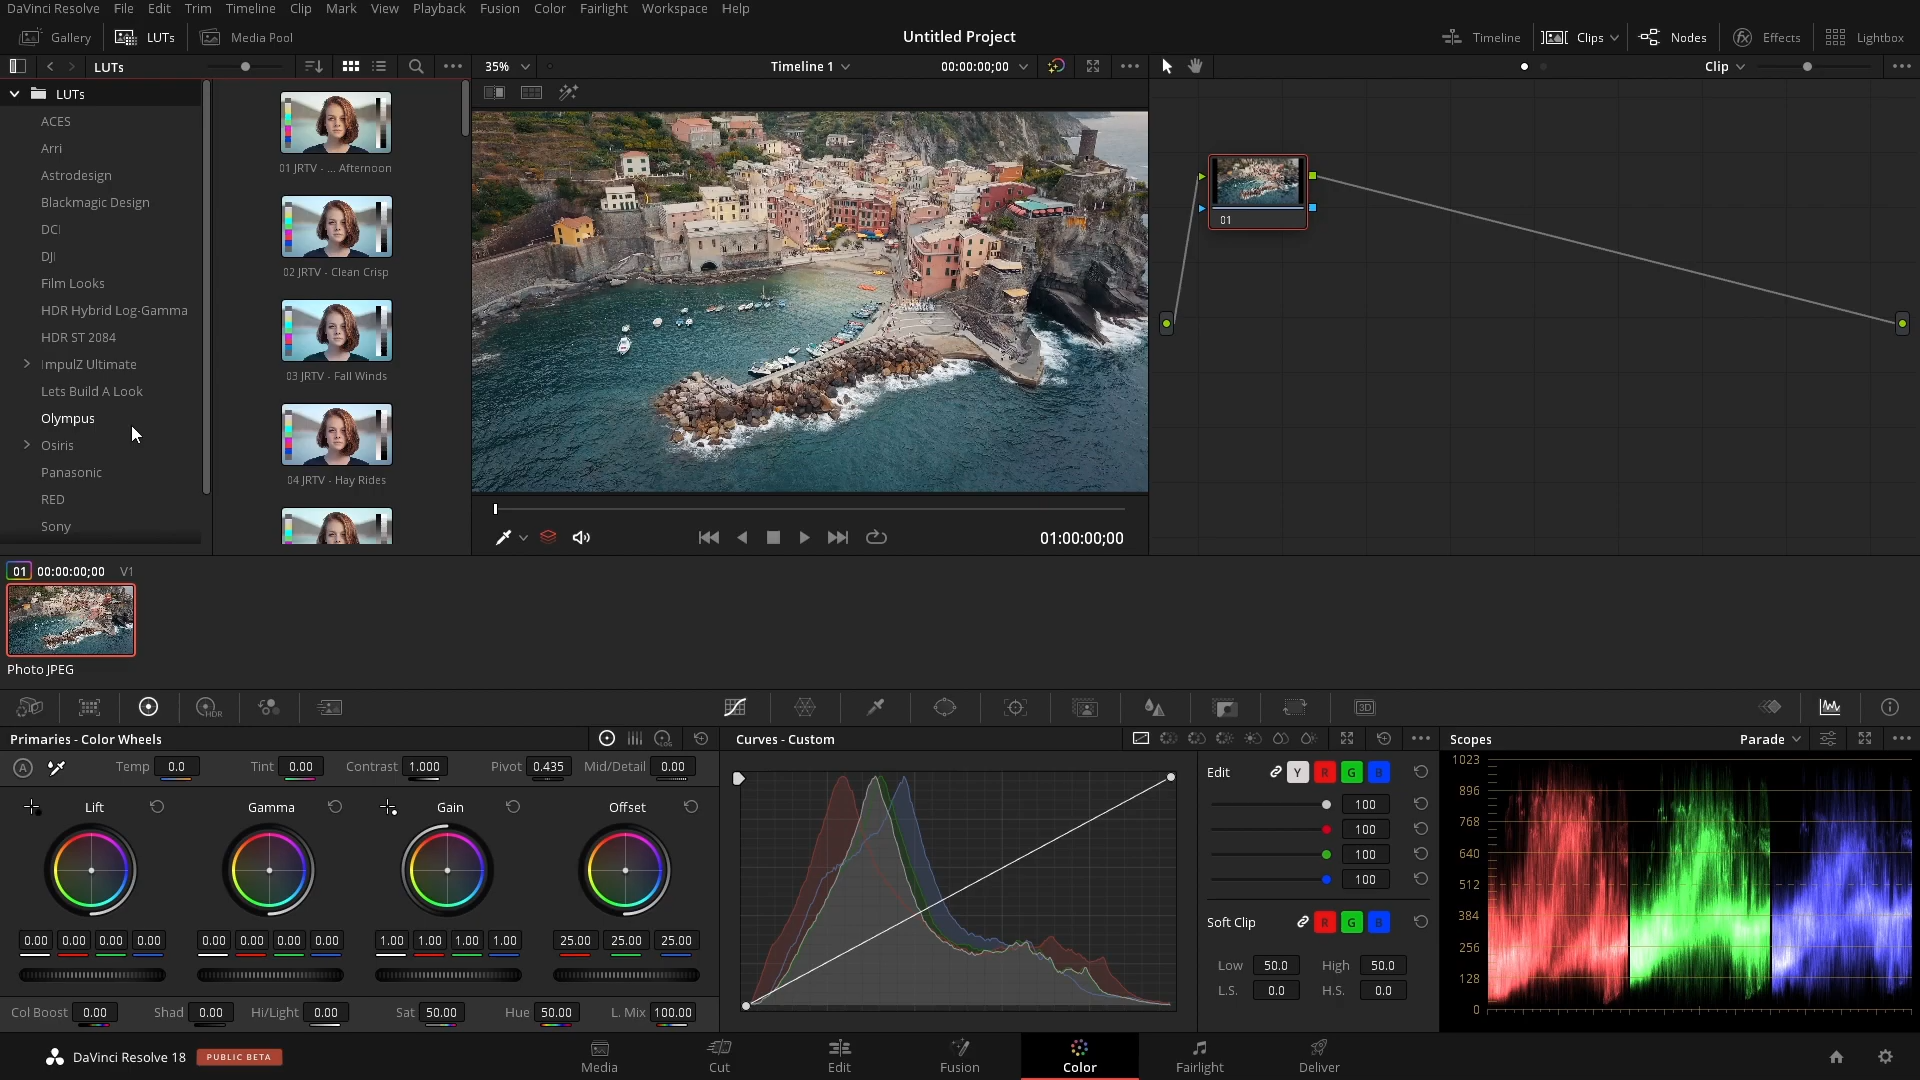 DaVinci Resolve File Edit Trim Timeline Clip Mark View Playback Fusion Color Fairlight Workspace Help
Gallery LUTs Media Pool Untitled Project Timeline Clips Nodes Effects Lightbox
LUTs 35% Timeline 1 00:00:00;00 Clip
LUTs
ACES
Arri
Astrodesign
Blackmagic Design
DCI
DJI
Film Looks
HDR Hybrid Log-Gamma
HDR ST 2084
ImpulZ Ultimate
Lets Build A Look
Olympus
Osiris
Panasonic
RED
Sony
01 JRTV - ... Afternoon
02 JRTV - Clean Crisp
03 JRTV - Fall Winds
04 JRTV - Hay Rides
01
01:00:00;00
01 00:00:00;00 V1
Photo JPEG
HDR
3D
Primaries - Color Wheels
LOG
A Temp 0.0 Tint 0.00 Contrast 1.000 Pivot 0.435 Mid/Detail 0.00
Lift Gamma Gain Offset
0.00 0.00 0.00 0.00 0.00 0.00 0.00 0.00 1.00 1.00 1.00 1.00 25.00 25.00 25.00
Col Boost 0.00 Shad 0.00 Hi/Light 0.00 Sat 50.00 Hue 50.00 L. Mix 100.00
Curves - Custom
Edit Y R G B
100
100
100
100
Soft Clip R G B
Low 50.0 High 50.0
L.S. 0.0 H.S. 0.0
Scopes Parade
1023
896
768
640
512
384
256
128
0
DaVinci Resolve 18 PUBLIC BETA Media Cut Edit Fusion Color Fairlight Deliver